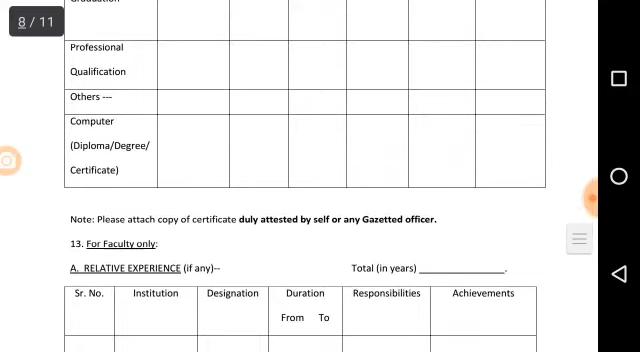 Graduation
8 / 11
Professional
Qualification
Others ---
Computer
(Diploma/Degree/
Certificate)
Note: Please attach copy of certificate duly attested by self or any Gazetted officer.
13. For Faculty only:
A. RELATIVE EXPERIENCE (if any)-- Total (in years) ________________.
Sr. No. Institution Designation Duration Responsibilities Achievements
From To